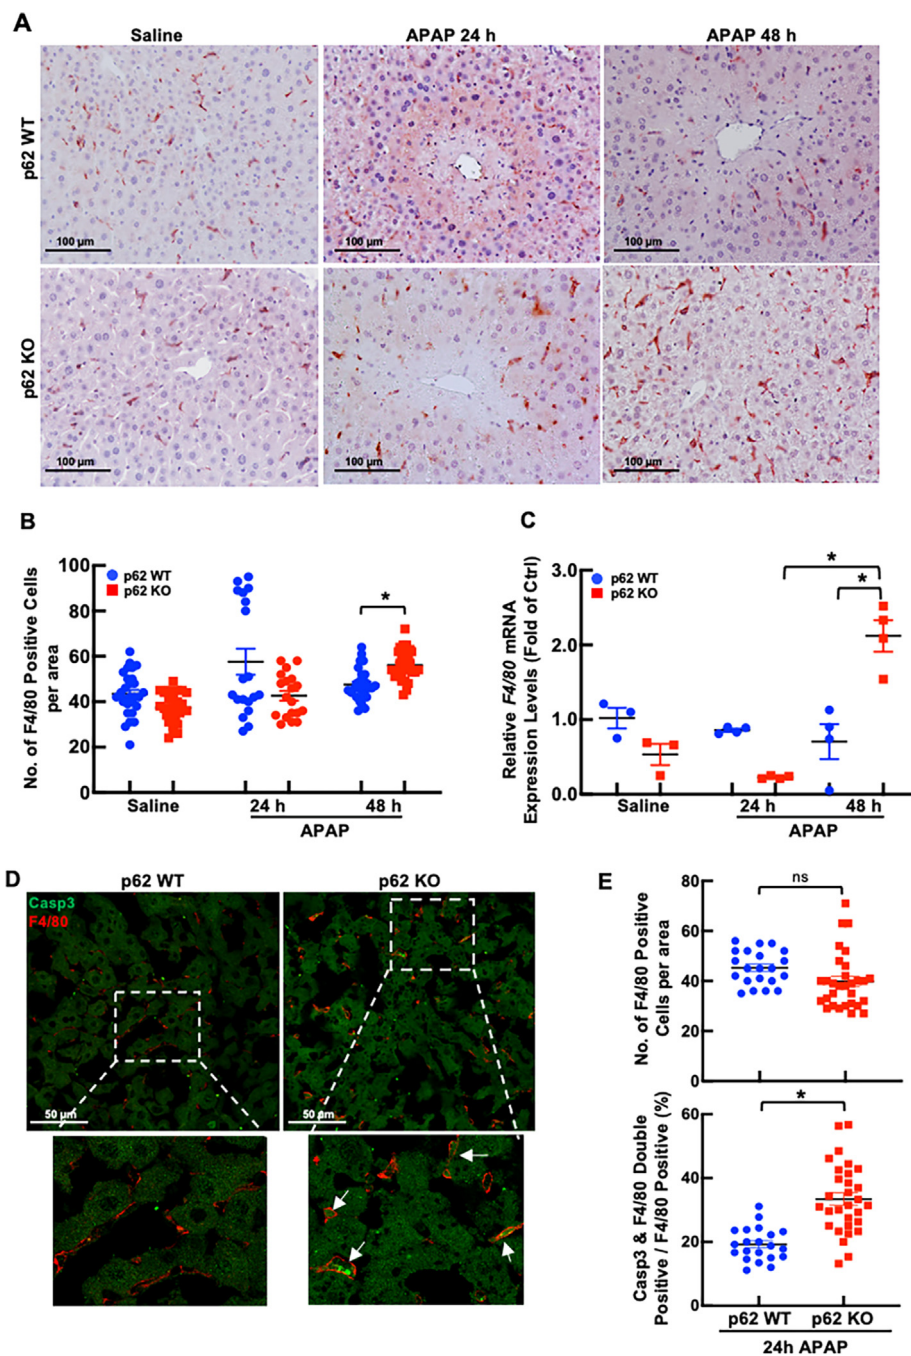 A
Saline
APAP 24 h
APAP 48 h
p62 WT
100 µm
100 µm
100 µm
p62 KO
100 µm
100 µm
100 µm
B
No. of F4/80 Positive Cells
per area
100
80
60
40
20
0
p62 WT
p62 KO
*
Saline
24 h
48 h
APAP
C
Relative F4/80 mRNA
Expression Levels (Fold of Ctrl)
3.0
2.0
1.0
0.0
p62 WT
p62 KO
*
*
Saline
24 h
48 h
APAP
D
p62 WT
p62 KO
Casp3
F4/80
50 µm
50 µm
E
No. of F4/80 Positive
Cells per area
80
60
40
20
0
ns
Casp3 & F4/80 Double
Positive / F4/80 Positive (%)
60
40
20
0
*
p62 WT
p62 KO
24h APAP